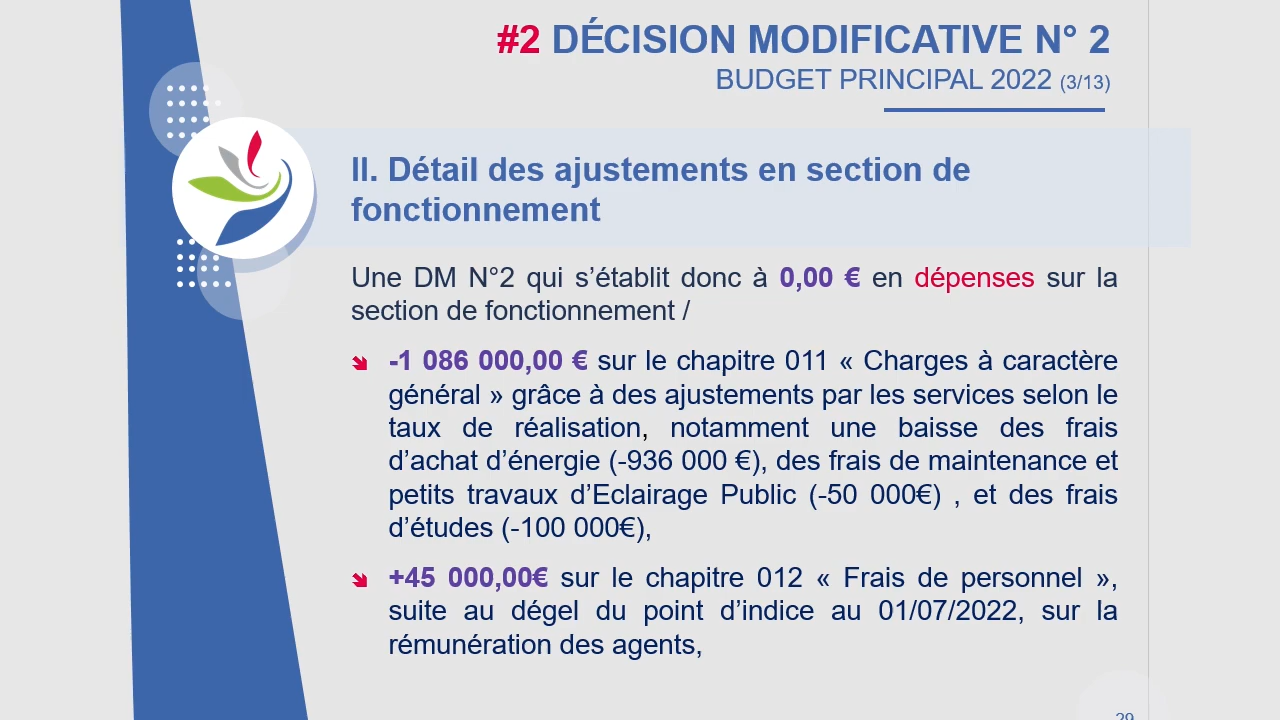 #2 DÉCISION MODIFICATIVE N° 2
BUDGET PRINCIPAL 2022 (3/13)
II. Détail des ajustements en section de
fonctionnement
Une DM N°2 qui s’établit donc à 0,00 € en dépenses sur la
section de fonctionnement /
-1 086 000,00 € sur le chapitre 011 « Charges à caractère
général » grâce à des ajustements par les services selon le
taux de réalisation, notamment une baisse des frais
d’achat d’énergie (-936 000 €), des frais de maintenance et
petits travaux d’Eclairage Public (-50 000€) , et des frais
d’études (-100 000€),
+45 000,00€ sur le chapitre 012 « Frais de personnel »,
suite au dégel du point d’indice au 01/07/2022, sur la
rémunération des agents,
29